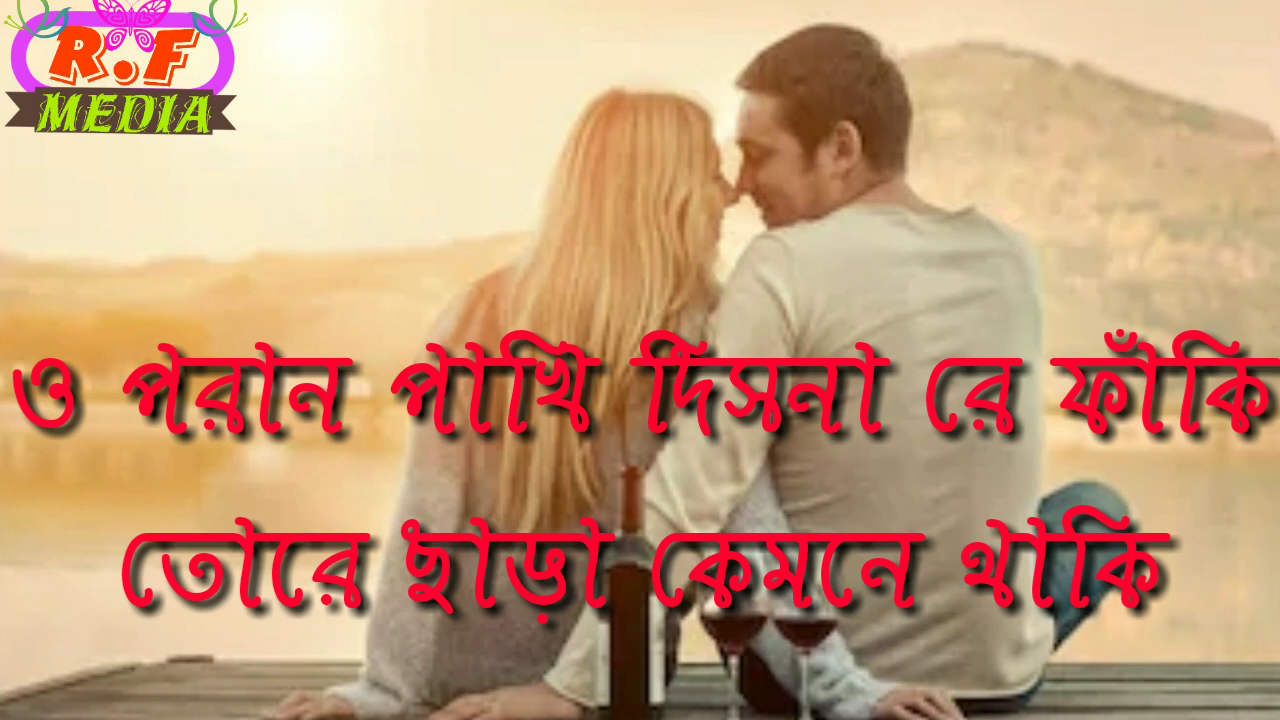 R.F
MEDIA
ও পরান পাখি দিসনা রে ফাঁকি
তোরে ছাড়া কেমনে থাকি